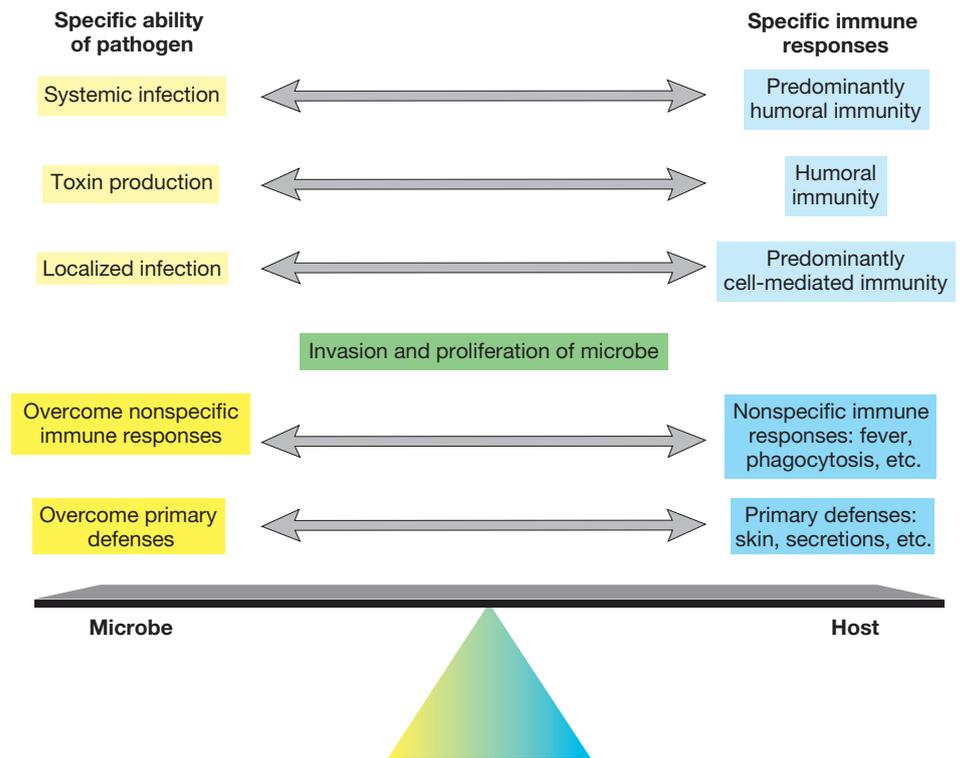 Specific ability
of pathogen
Specific immune
responses
Systemic infection
Predominantly
humoral immunity
Toxin production
Humoral
immunity
Localized infection
Predominantly
cell-mediated immunity
Invasion and proliferation of microbe
Overcome nonspecific
immune responses
Nonspecific immune
responses: fever,
phagocytosis, etc.
Overcome primary
defenses
Primary defenses:
skin, secretions, etc.
Microbe
Host